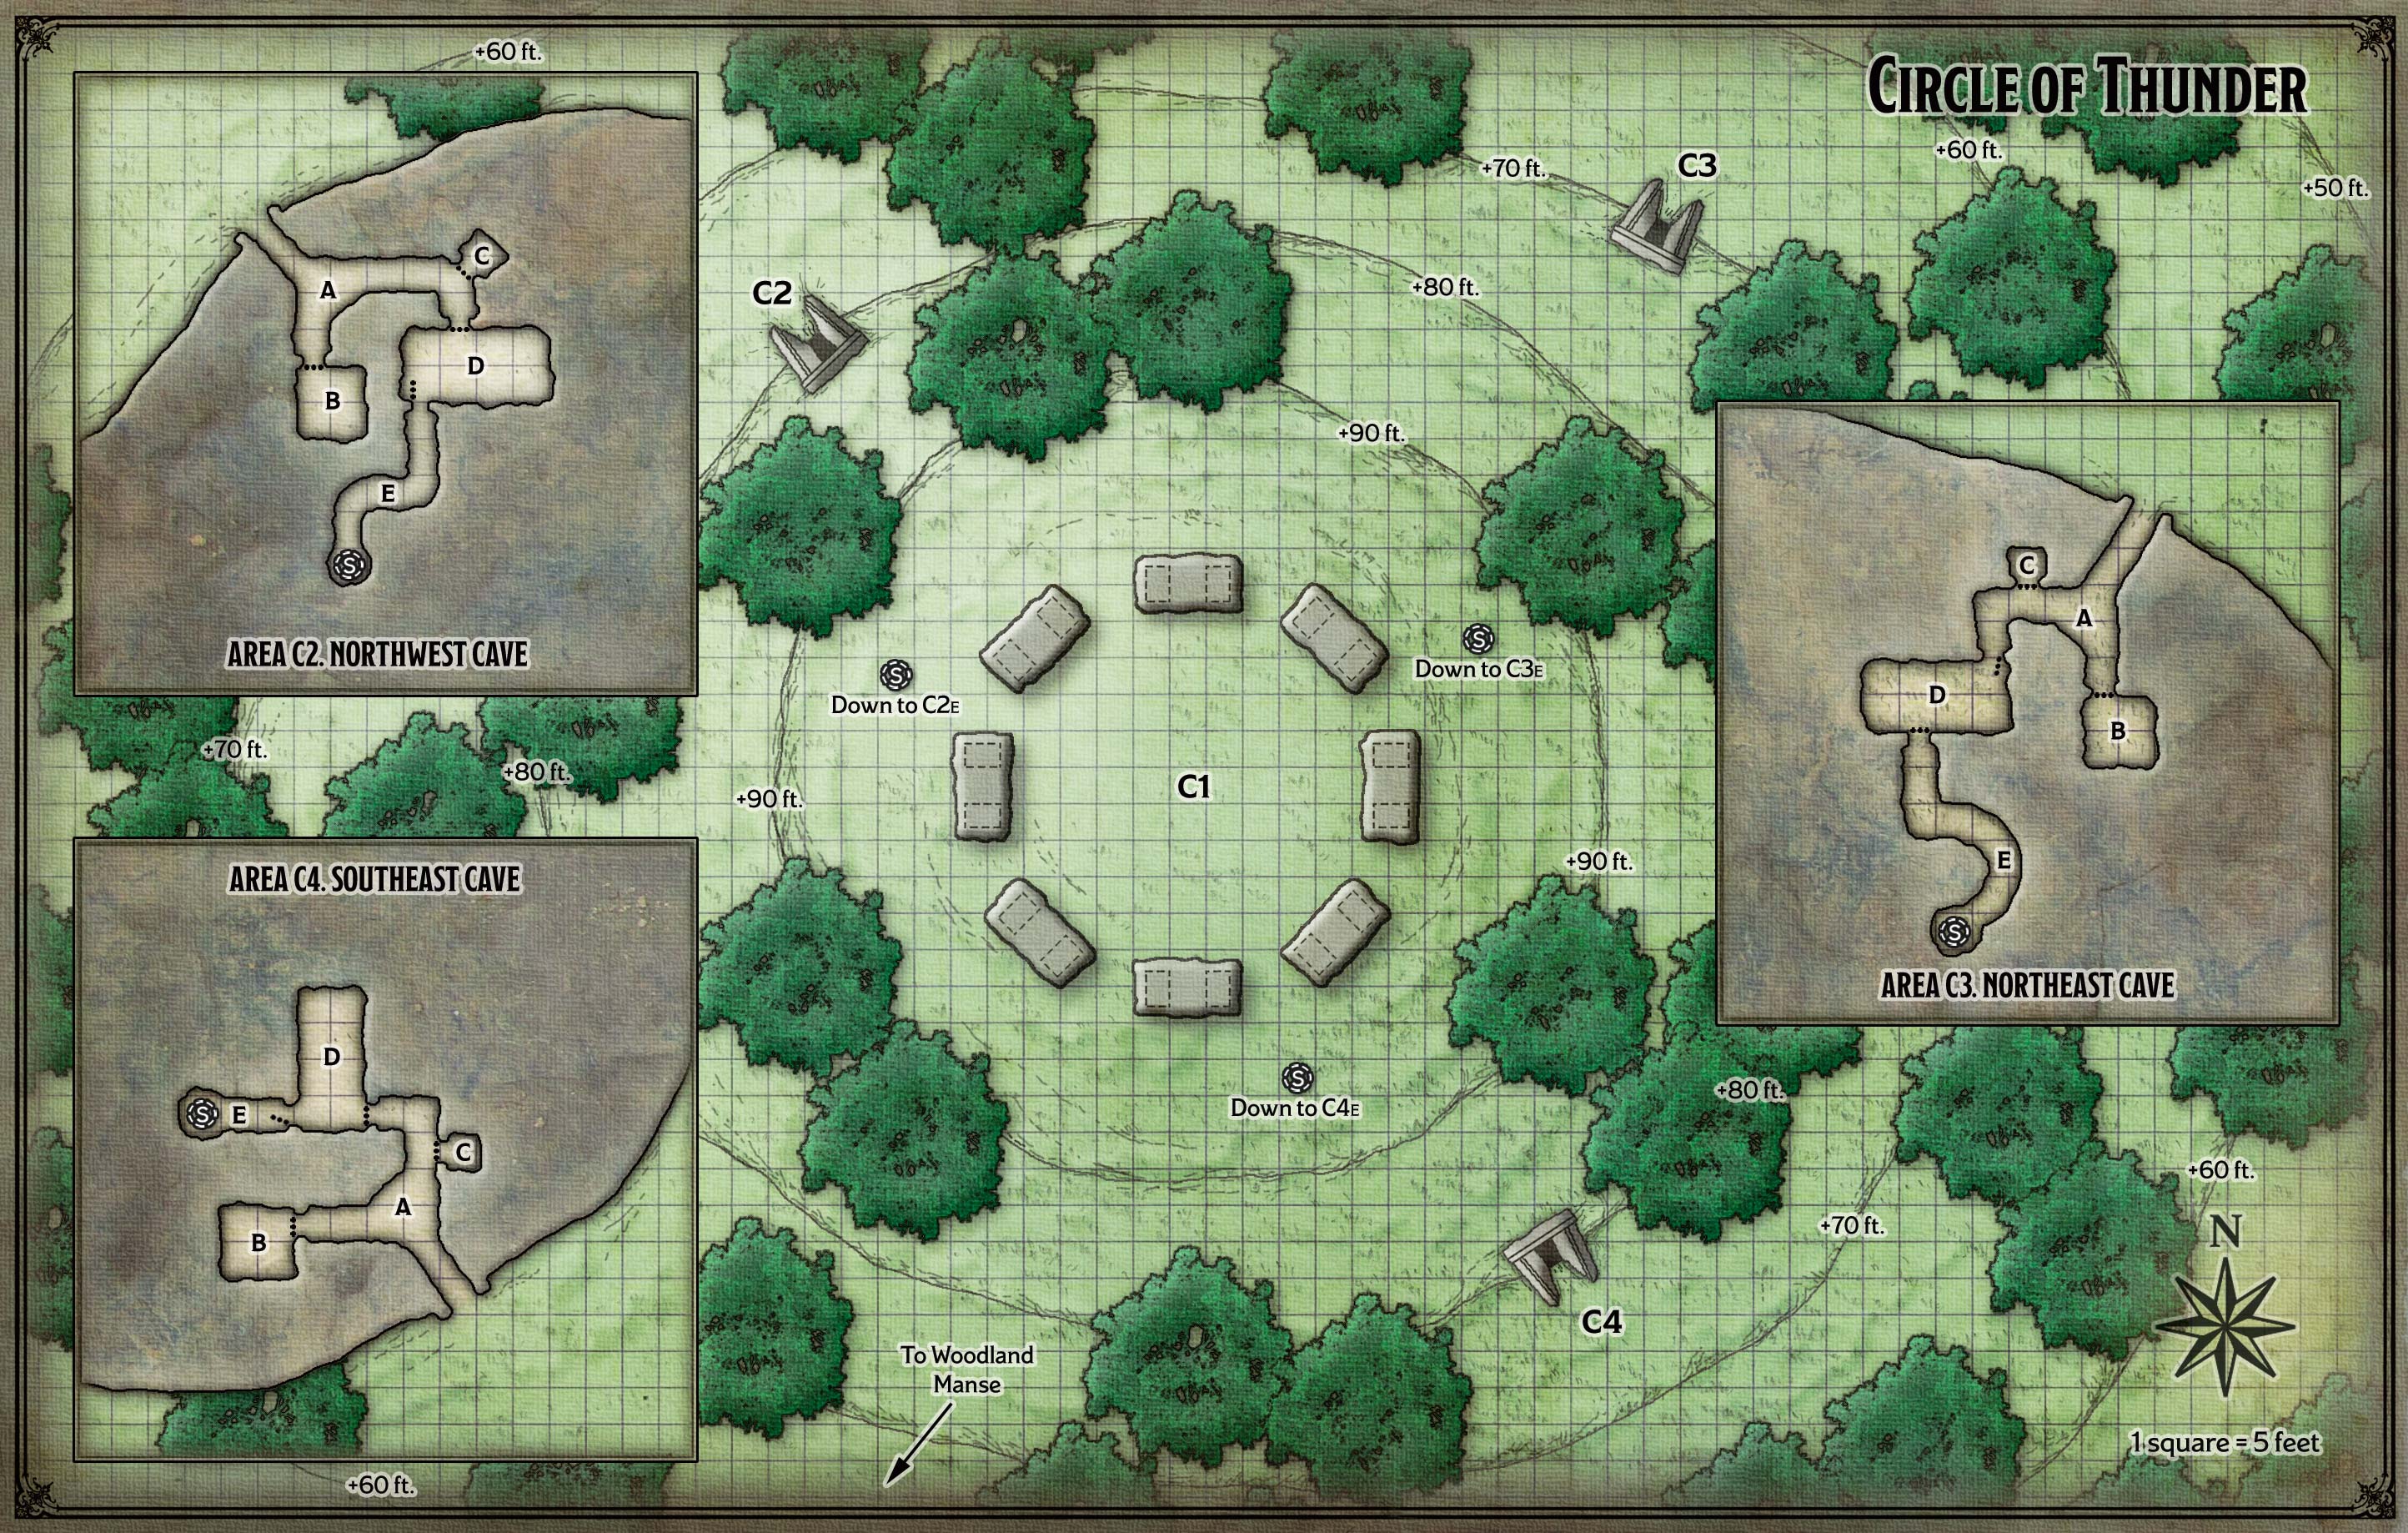 CIRCLE OF THUNDER
+60 ft.
+70 ft.
C3
+60 ft.
+50 ft.
C2
+80 ft.
+90 ft.
C
A
D
B
E
S
AREA C2. NORTHWEST CAVE
S
Down to C2E
S
Down to C3E
C
A
D
B
E
S
AREA C3. NORTHEAST CAVE
+70 ft.
+80 ft.
+90 ft.
C1
+90 ft.
AREA C4. SOUTHEAST CAVE
D
S
E
C
A
B
S
Down to C4E
+80 ft.
+60 ft.
+70 ft.
N
C4
To Woodland
Manse
1 square = 5 feet
+60 ft.